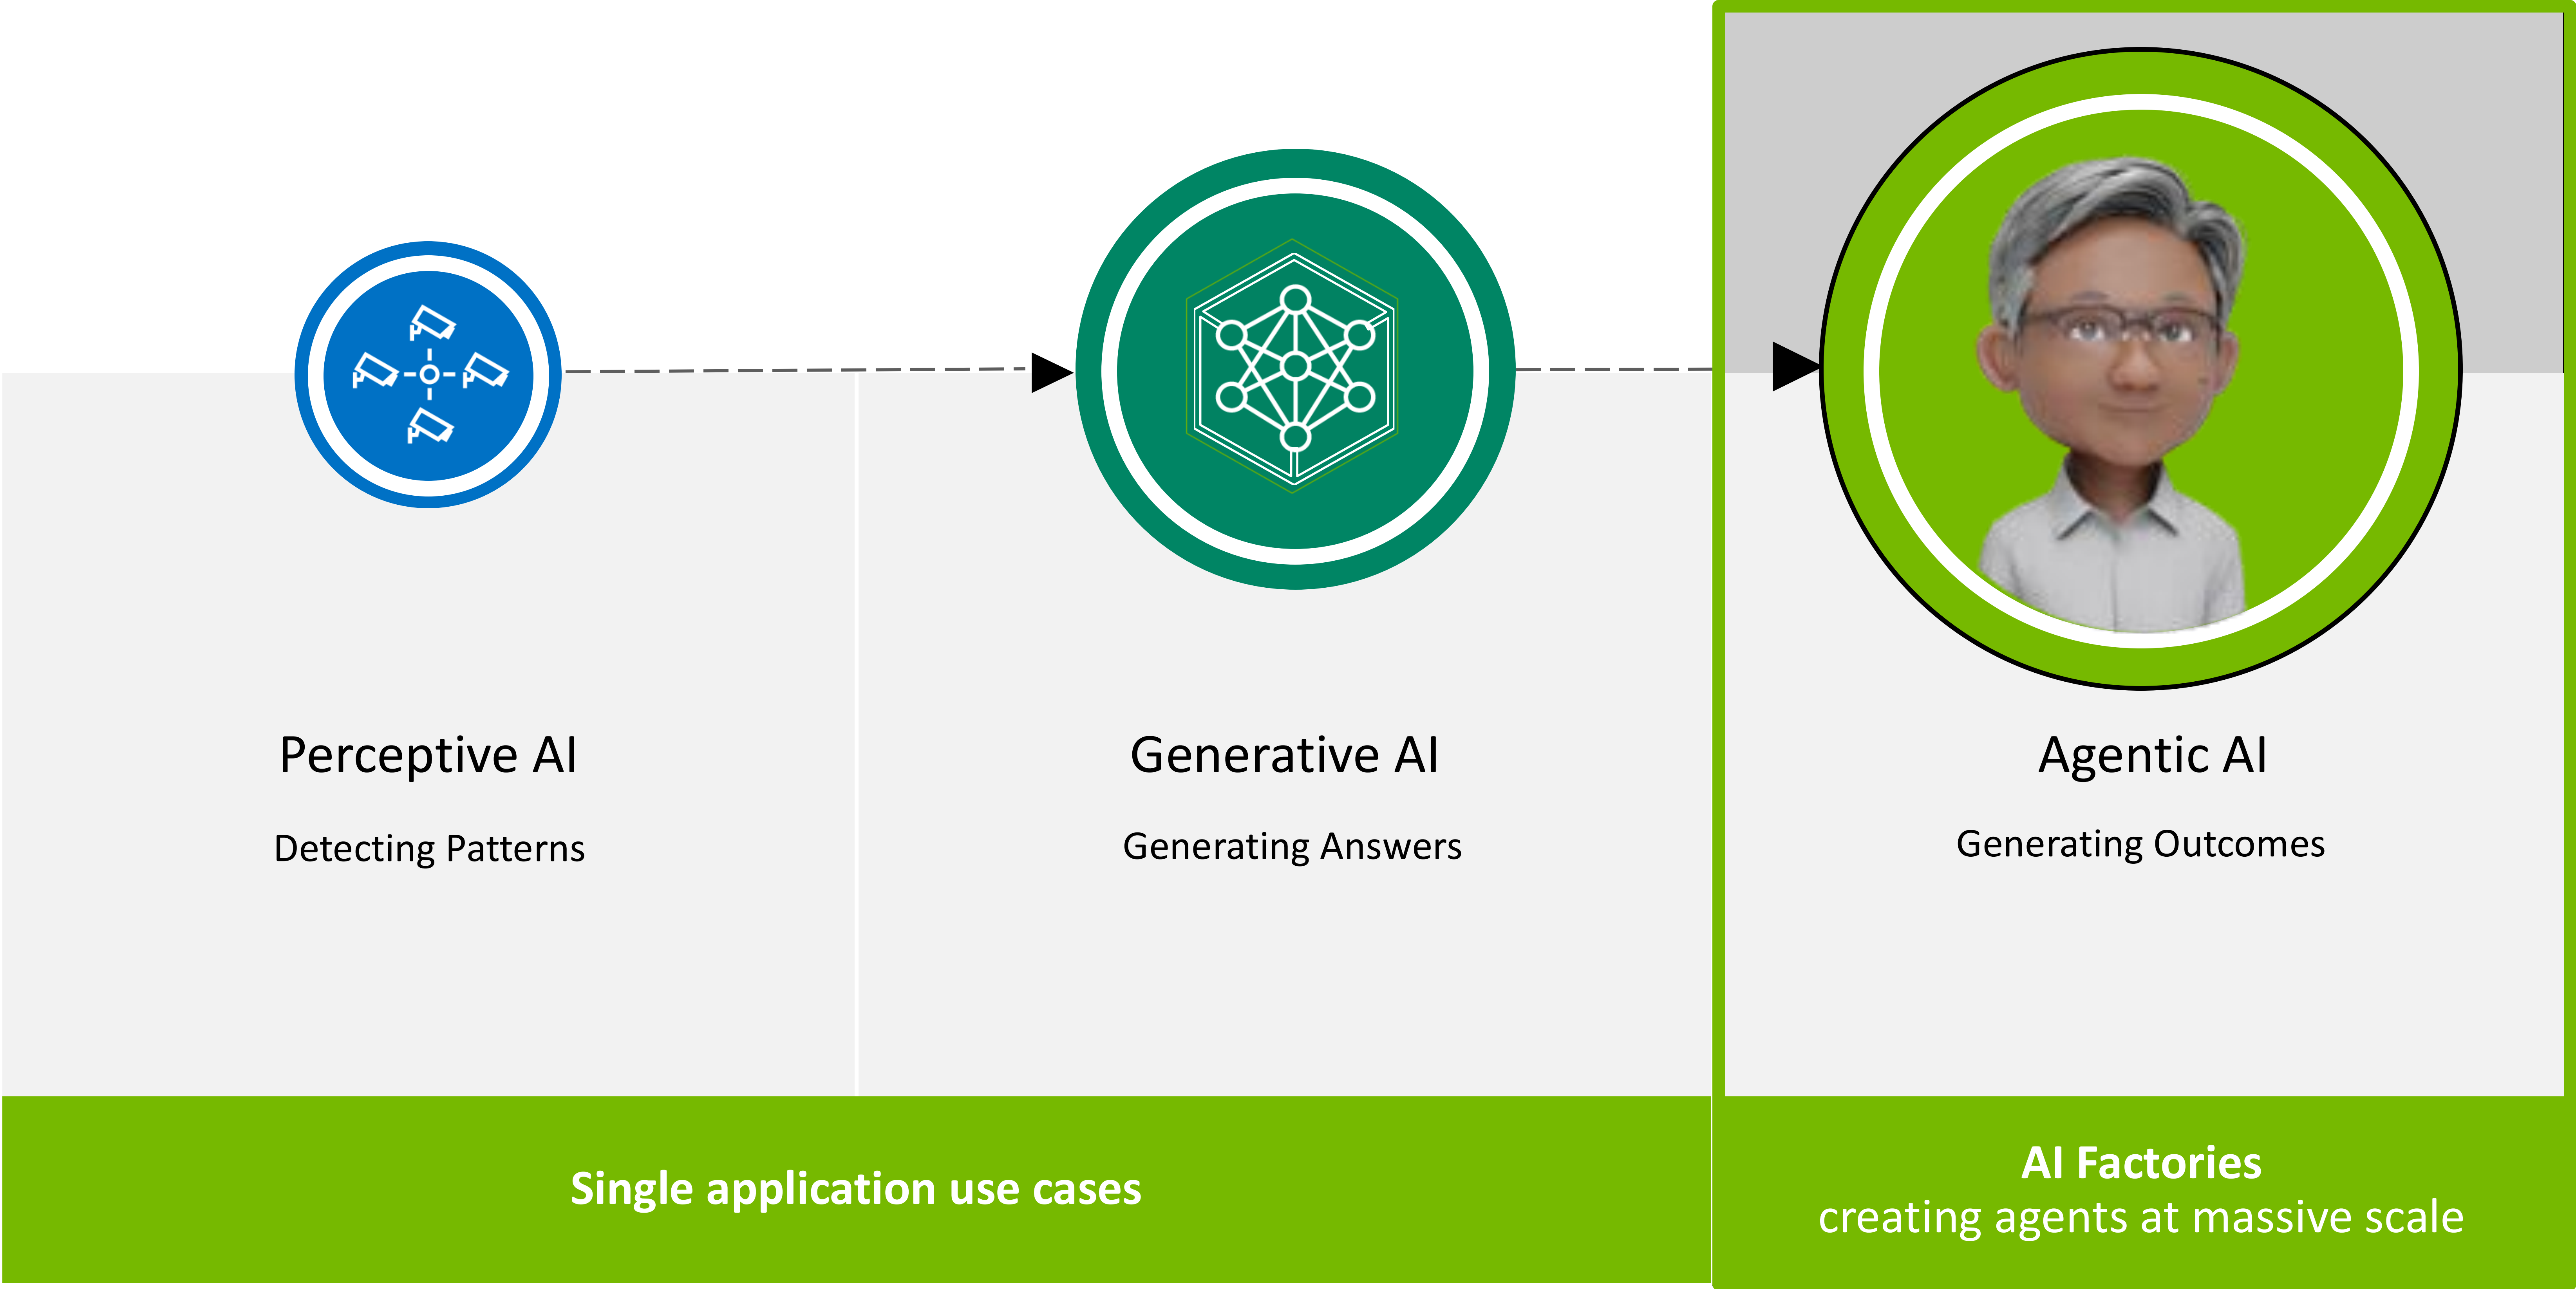 Perceptive AI
Detecting Patterns
Generative AI
Generating Answers
Agentic AI
Generating Outcomes
Single application use cases
AI Factories
creating agents at massive scale